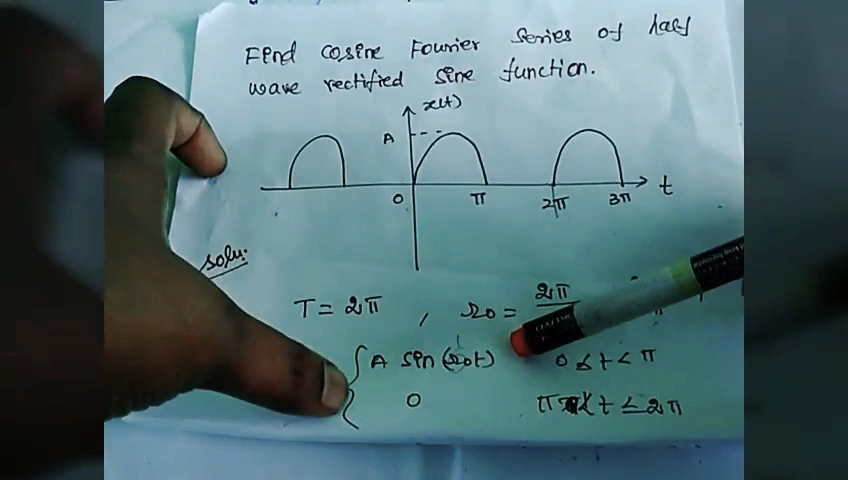 Find cosine Fourier series of half
wave rectified sine function.
x(t)
A
0 π 2π 3π t
Solu:
T = 2π , Ω0 = 2π
A sin(Ω0t) 0 ≤ t < π
0 π < t ≤ 2π